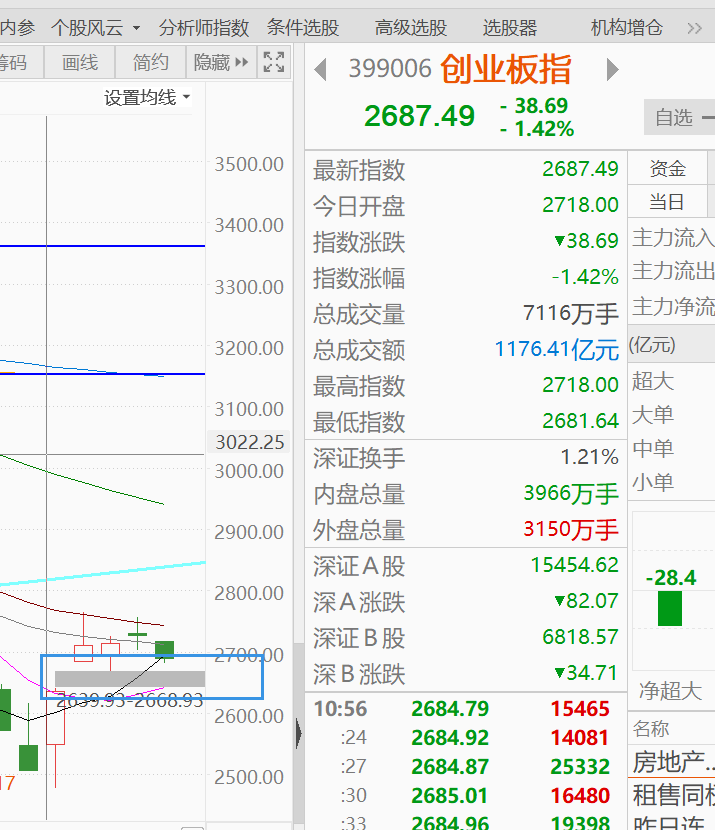 内参 个股风云 分析师指数 条件选股 高级选股 选股器 机构增仓
筹码 画线 简约 隐藏
设置均线
3500.00
3400.00
3300.00
3200.00
3100.00
3022.25
3000.00
2900.00
2800.00
2700.00
2639.93-2668.93
2600.00
2500.00
17
399006 创业板指
2687.49 - 38.69
- 1.42%
自选
最新指数 2687.49
今日开盘 2718.00
指数涨跌 ▼38.69
指数涨幅 -1.42%
总成交量 7116万手
总成交额 1176.41亿元
最高指数 2718.00
最低指数 2681.64
深证换手 1.21%
内盘总量 3966万手
外盘总量 3150万手
深证A股 15454.62
深A涨跌 ▼82.07
深证B股 6818.57
深B涨跌 ▼34.71
10:56 2684.79 15465
:24 2684.92 14081
:27 2684.87 25332
:30 2685.01 16480
:33 2684.96 19398
资金
当日
主力流入
主力流出
主力净流
(亿元)
超大
大单
中单
小单
-28.4
净超大
名称
房地产..
租售同权
昨日连